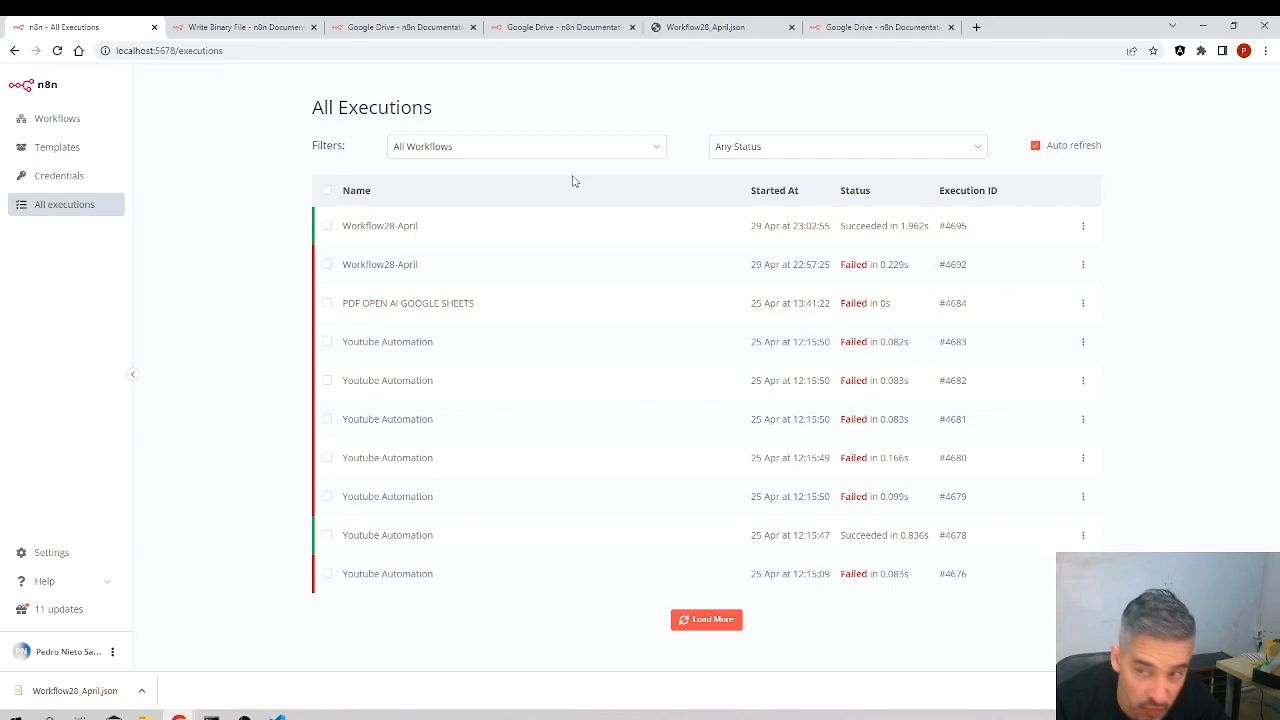 n8n - All Executions
Write Binary File - n8n Document
Google Drive - n8n Documentati
Google Drive - n8n Documentati
Workflow28_April.json
Google Drive - n8n Documentati
localhost:5678/executions
P
n8n
Workflows
Templates
Credentials
All executions
All Executions
Filters: All Workflows Any Status Auto refresh
Name Started At Status Execution ID
Workflow28-April 29 Apr at 23:02:55 Succeeded in 1.962s #4695
Workflow28-April 29 Apr at 22:57:25 Failed in 0.229s #4692
PDF OPEN AI GOOGLE SHEETS 25 Apr at 13:41:22 Failed in 0s #4684
Youtube Automation 25 Apr at 12:15:50 Failed in 0.082s #4683
Youtube Automation 25 Apr at 12:15:50 Failed in 0.083s #4682
Youtube Automation 25 Apr at 12:15:50 Failed in 0.083s #4681
Youtube Automation 25 Apr at 12:15:49 Failed in 0.166s #4680
Youtube Automation 25 Apr at 12:15:50 Failed in 0.099s #4679
Youtube Automation 25 Apr at 12:15:47 Succeeded in 0.836s #4678
Youtube Automation 25 Apr at 12:15:09 Failed in 0.083s #4676
Load More
Settings
? Help
11 updates
PN Pedro Nieto Sa...
Workflow28_April.json